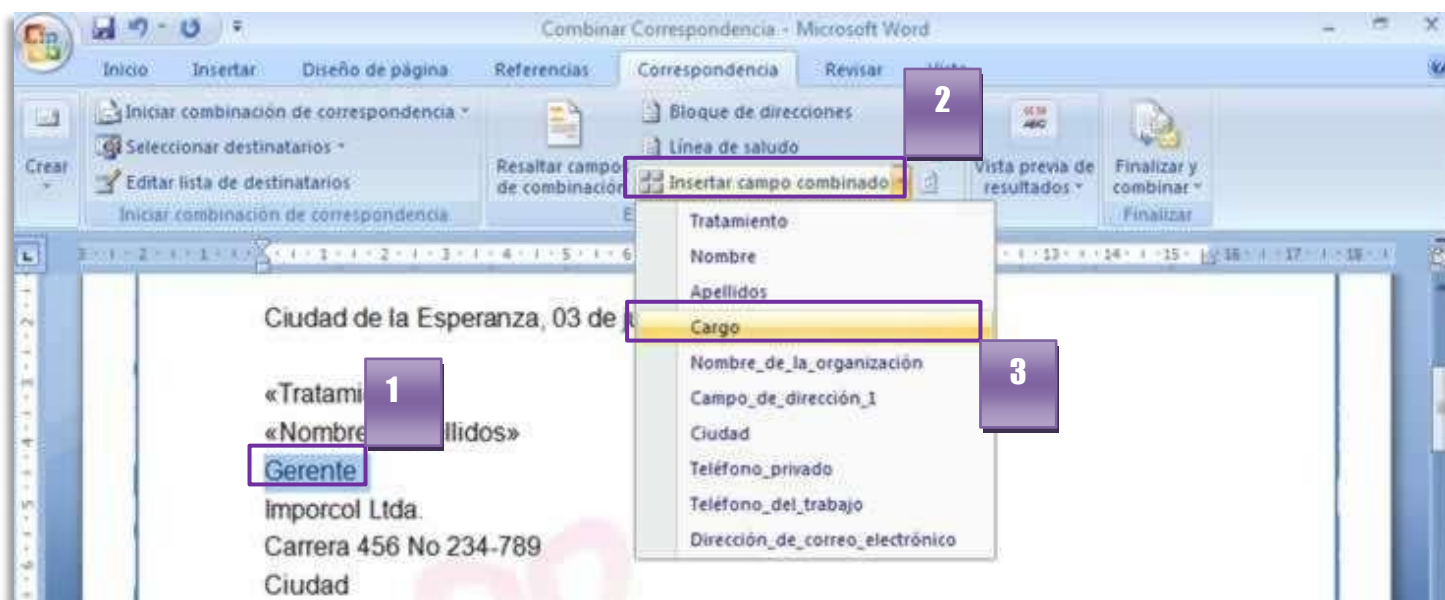 Combinar Correspondencia - Microsoft Word
Inicio Insertar Diseño de página Referencias Correspondencia Revisar
2
Iniciar combinación de correspondencia
Seleccionar destinatarios
Editar lista de destinatarios
Iniciar combinación de correspondencia
Crear
Resaltar campos
de combinación
Bloque de direcciones
Línea de saludo
Insertar campo combinado
Vista previa de
resultados
Finalizar y
combinar
Finalizar
Tratamiento
Nombre
Apellidos
Cargo
Nombre_de_la_organización
Campo_de_dirección_1
Ciudad
Teléfono_privado
Teléfono_del_trabajo
Dirección_de_correo_electrónico
3
Ciudad de la Esperanza, 03 de
1
«Tratami
«Nombre llidos»
Gerente
Imporcol Ltda.
Carrera 456 No 234-789
Ciudad